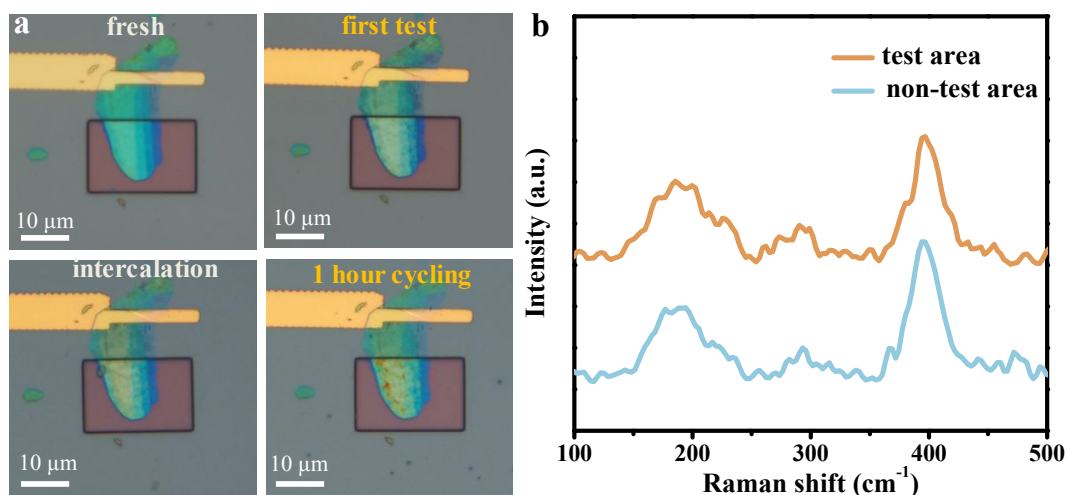 a
fresh
10 µm
first test
10 µm
intercalation
10 µm
1 hour cycling
10 µm
b
test area
non-test area
Intensity (a.u.)
100 200 300 400 500
Raman shift (cm⁻¹)